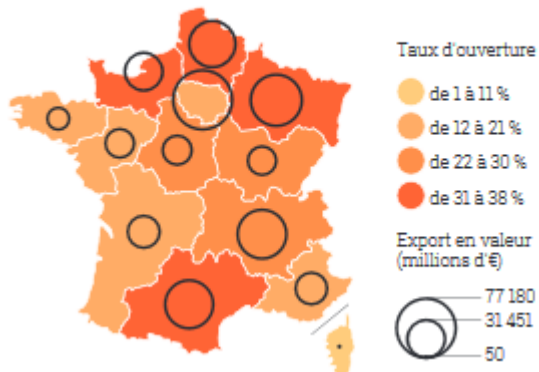 Taux d'ouverture
de 1 à 11 %
de 12 à 21 %
de 22 à 30 %
de 31 à 38 %
Export en valeur
(millions d'€)
77 180
31 451
50